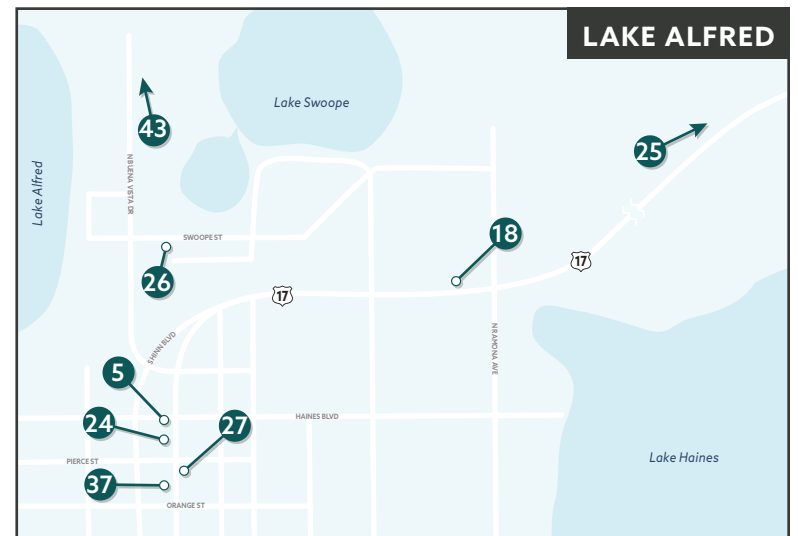 LAKE ALFRED
Lake Swoope
43
25
Lake Alfred
N BUENA VISTA DR
18
SWOOPE ST
17
26
17
SHINN BLVD
N RAMONA AVE
5
HAINES BLVD
24
27
PIERCE ST
Lake Haines
37
ORANGE ST